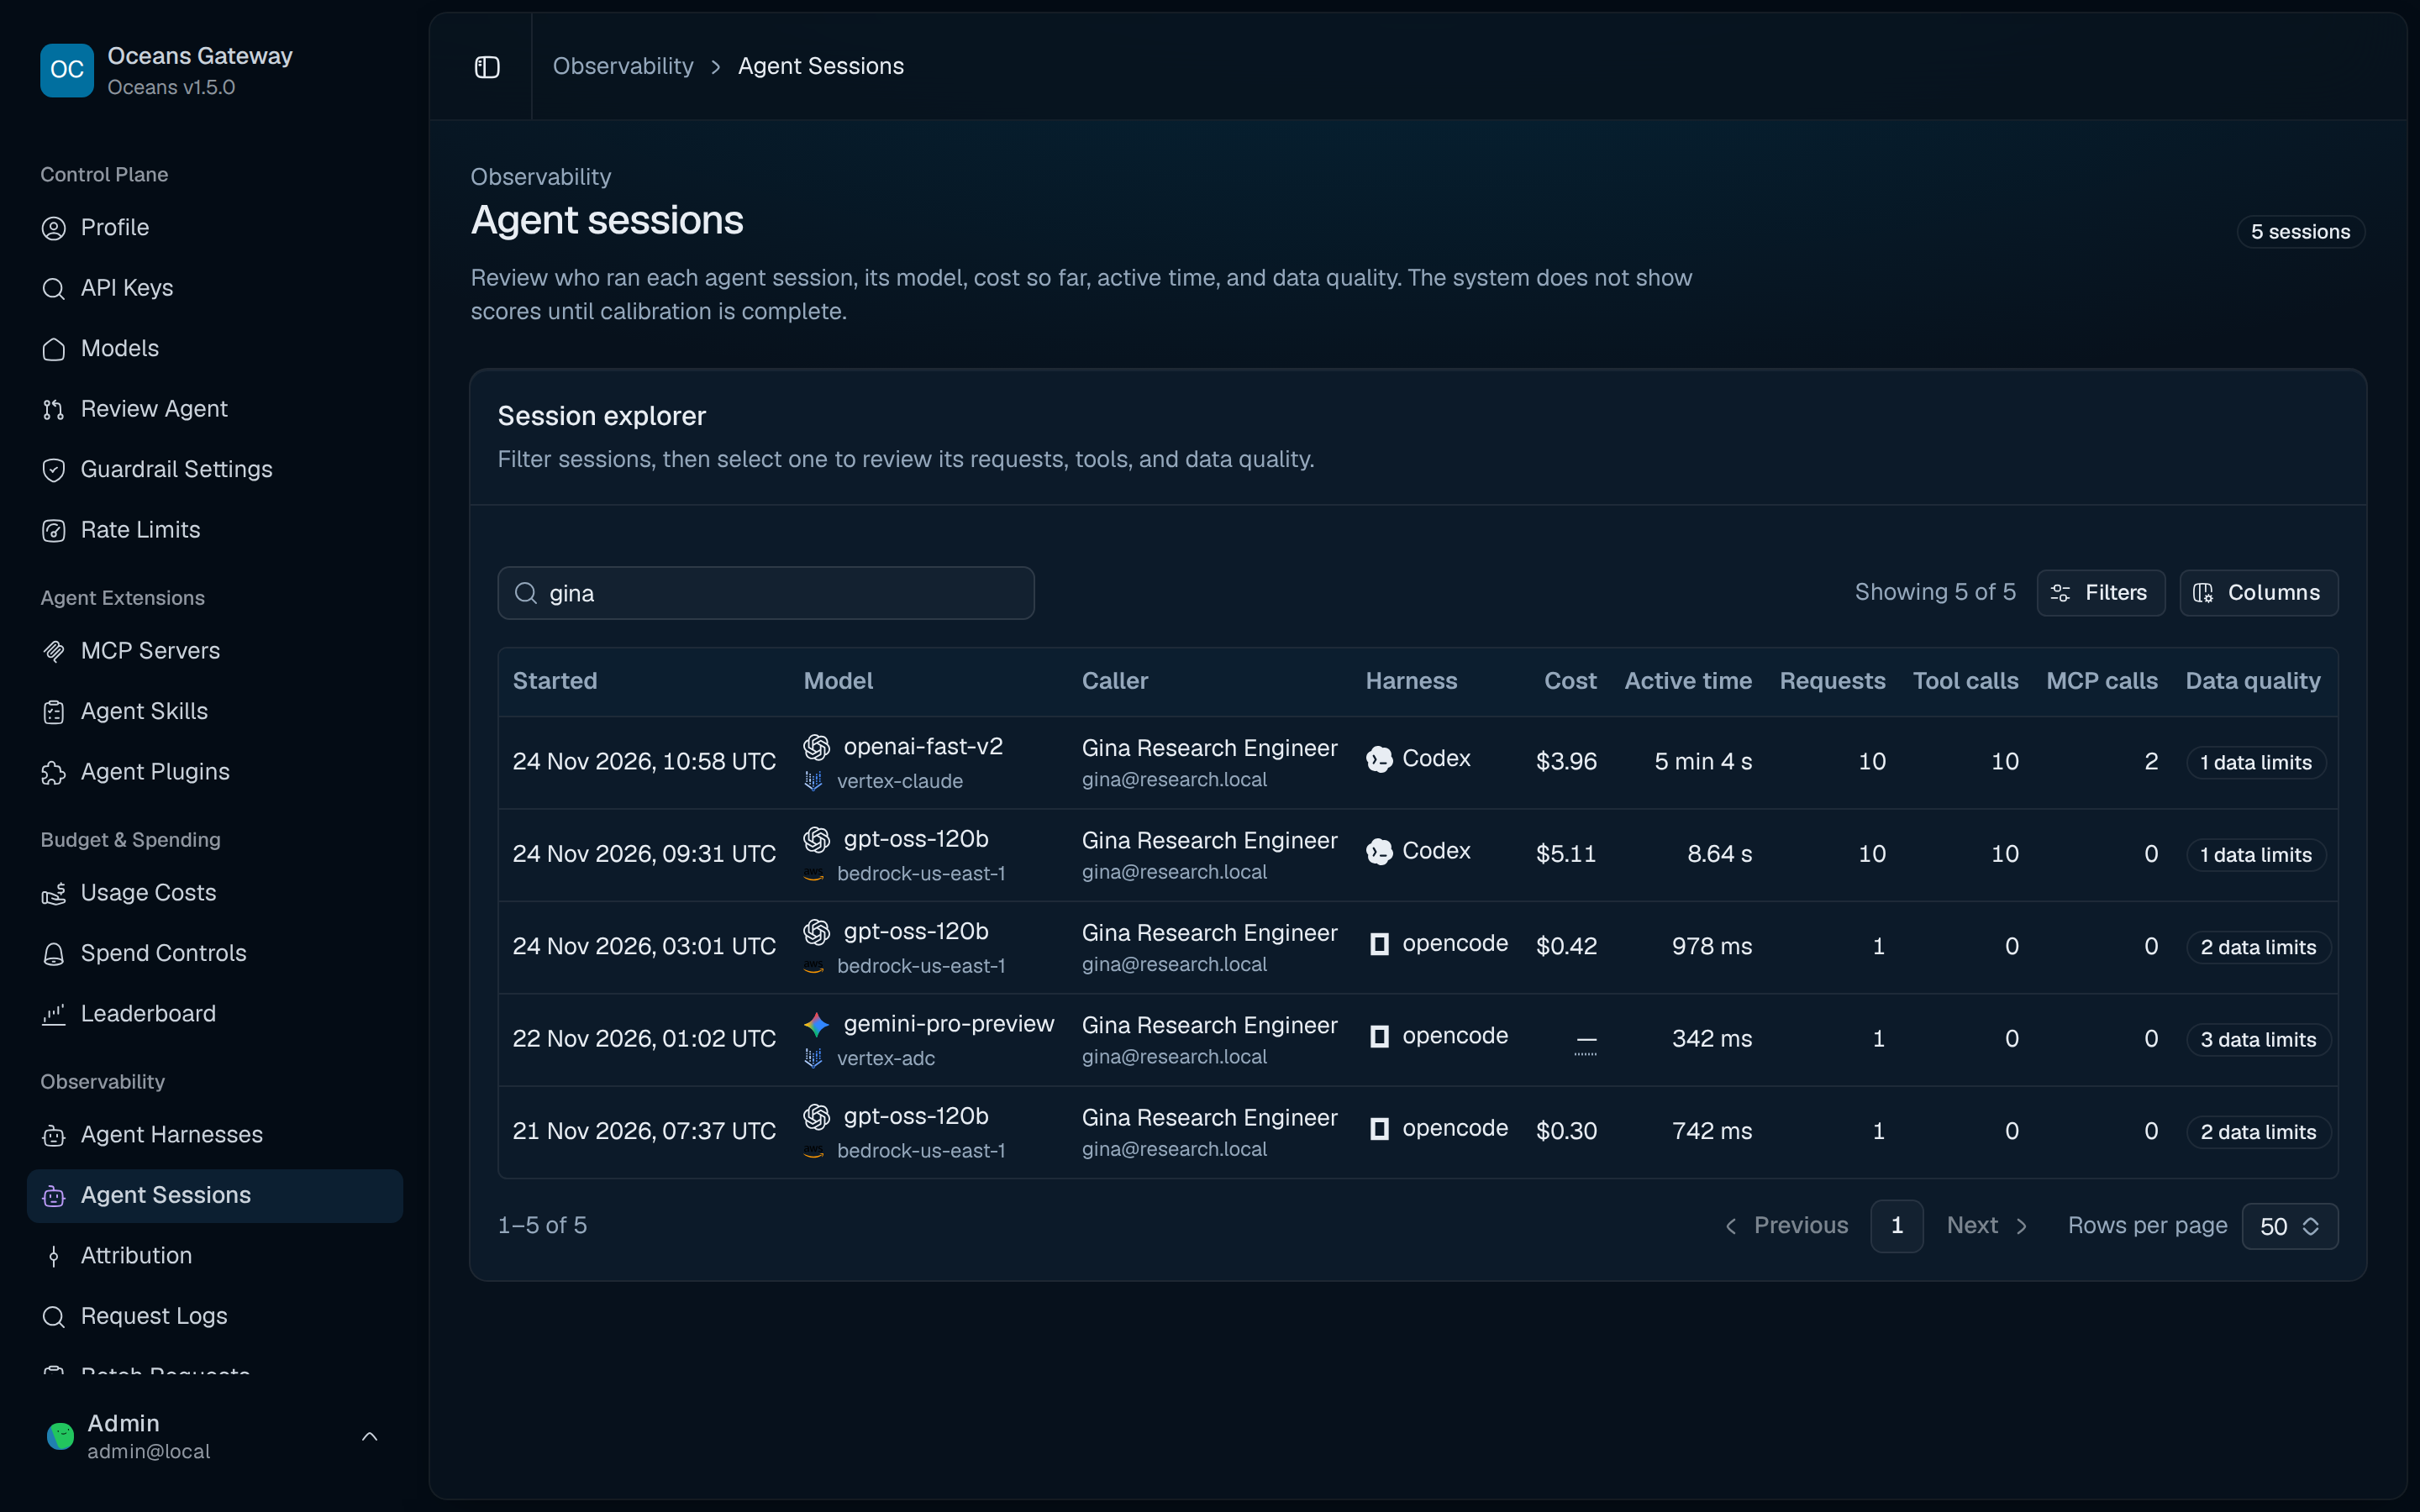 OC
Oceans Gateway
Oceans v1.5.0
Control Plane
Profile
API Keys
Models
Review Agent
Guardrail Settings
Rate Limits
Agent Extensions
MCP Servers
Agent Skills
Agent Plugins
Budget & Spending
Usage Costs
Spend Controls
Leaderboard
Observability
Agent Harnesses
Agent Sessions
Attribution
Request Logs
Admin
admin@local
Observability > Agent Sessions
Observability
Agent sessions
5 sessions
Review who ran each agent session, its model, cost so far, active time, and data quality. The system does not show
scores until calibration is complete.
Session explorer
Filter sessions, then select one to review its requests, tools, and data quality.
gina
Showing 5 of 5
Filters
Columns
Started Model Caller Harness Cost Active time Requests Tool calls MCP calls Data quality
24 Nov 2026, 10:58 UTC openai-fast-v2 Gina Research Engineer Codex $3.96 5 min 4 s 10 10 2 1 data limits
vertex-claude gina@research.local
24 Nov 2026, 09:31 UTC gpt-oss-120b Gina Research Engineer Codex $5.11 8.64 s 10 10 0 1 data limits
bedrock-us-east-1 gina@research.local
24 Nov 2026, 03:01 UTC gpt-oss-120b Gina Research Engineer opencode $0.42 978 ms 1 0 0 2 data limits
bedrock-us-east-1 gina@research.local
22 Nov 2026, 01:02 UTC gemini-pro-preview Gina Research Engineer opencode — 342 ms 1 0 0 3 data limits
vertex-adc gina@research.local
21 Nov 2026, 07:37 UTC gpt-oss-120b Gina Research Engineer opencode $0.30 742 ms 1 0 0 2 data limits
bedrock-us-east-1 gina@research.local
1–5 of 5
Previous 1 Next Rows per page 50